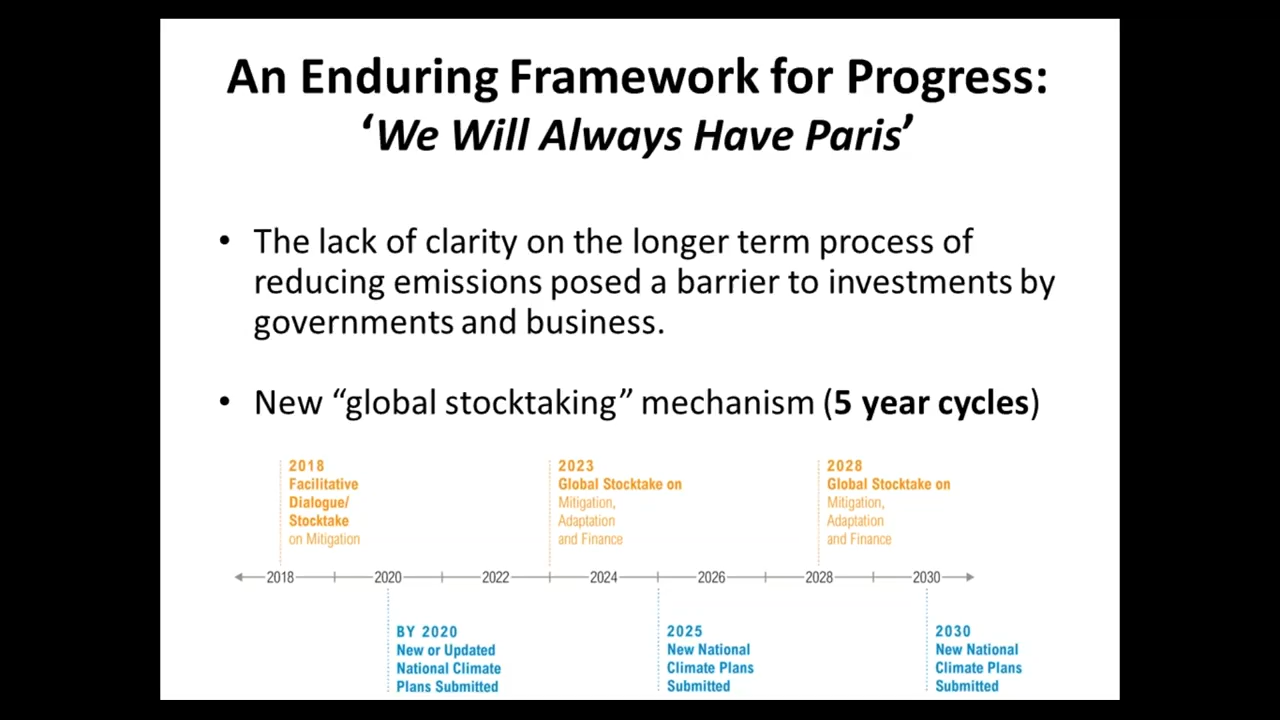 An Enduring Framework for Progress:
‘We Will Always Have Paris’
• The lack of clarity on the longer term process of
reducing emissions posed a barrier to investments by
governments and business.
• New “global stocktaking” mechanism (5 year cycles)
2018
Facilitative
Dialogue/
Stocktake
on Mitigation
2023
Global Stocktake on
Mitigation,
Adaptation
and Finance
2028
Global Stocktake on
Mitigation,
Adaptation
and Finance
2018 2020 2022 2024 2026 2028 2030
BY 2020
New or Updated
National Climate
Plans Submitted
2025
New National
Climate Plans
Submitted
2030
New National
Climate Plans
Submitted